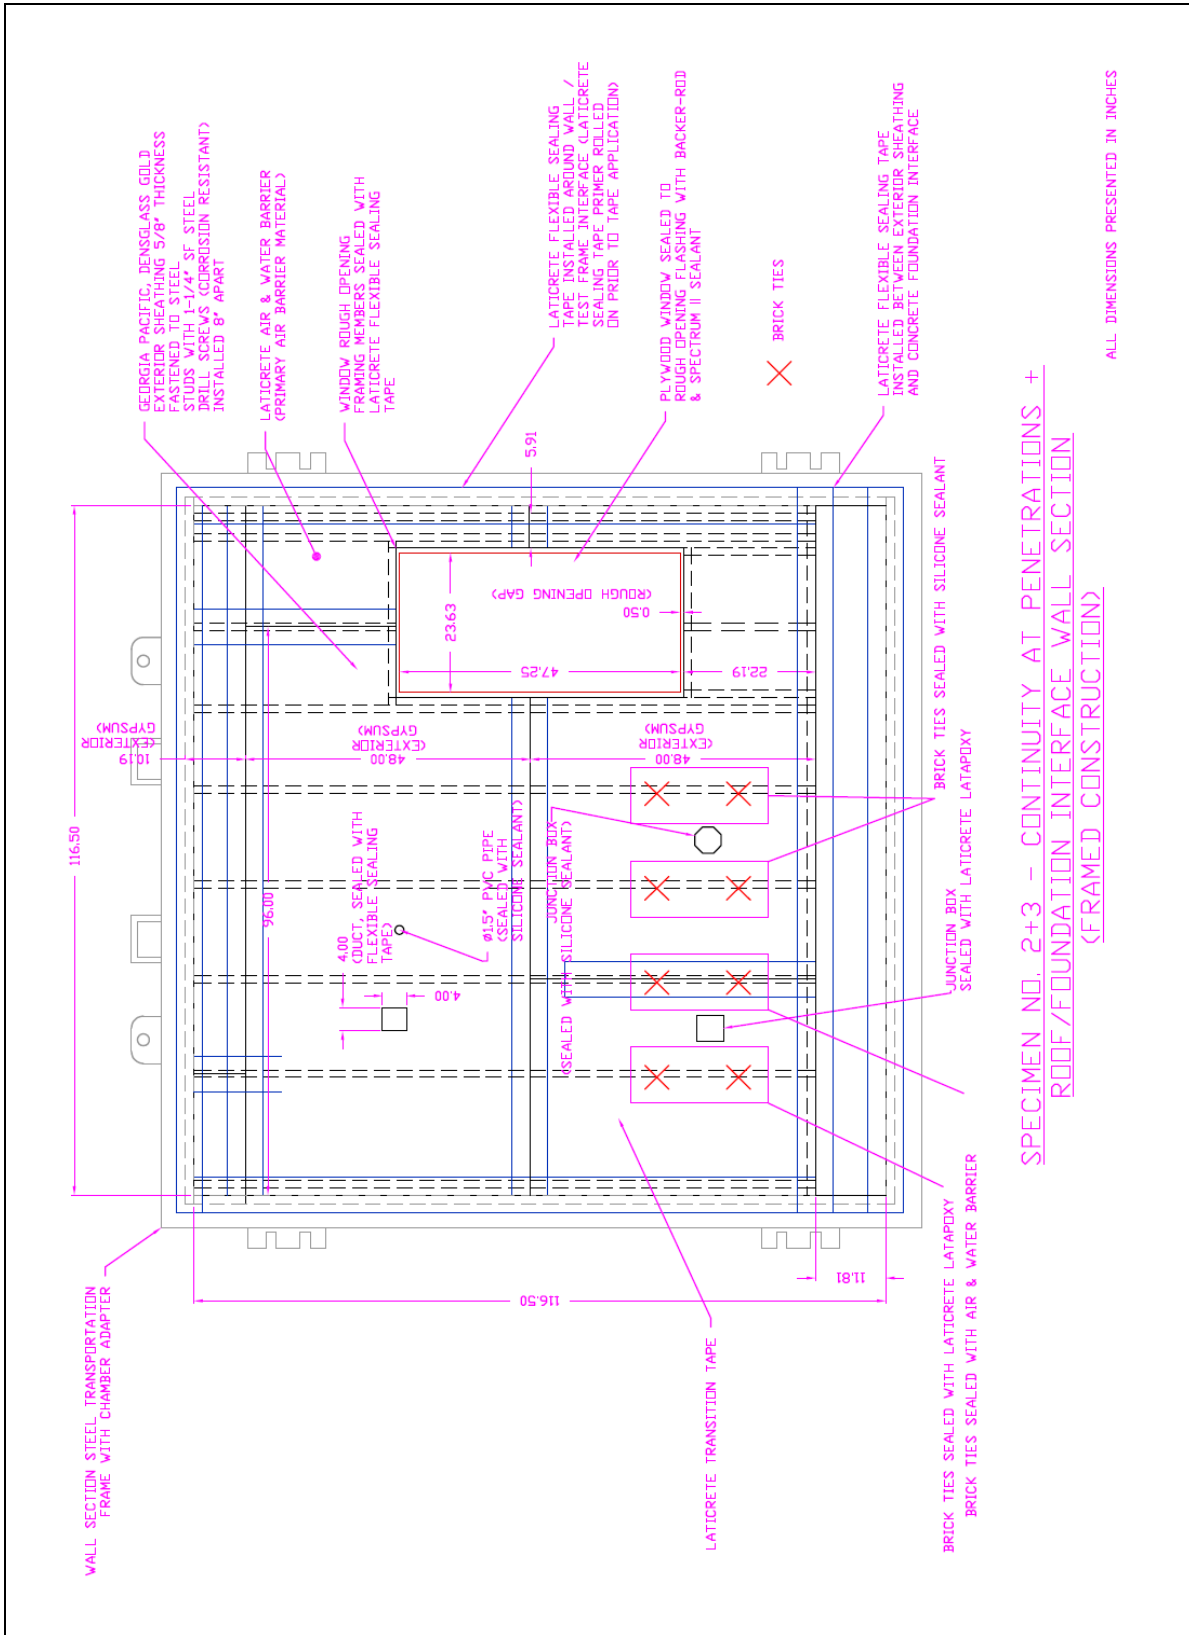 GEORGIA PACIFIC, DENSGLASS GOLD
EXTERIOR SHEATHING 5/8" THICKNESS
FASTENED TO STEEL
STUDS WITH 1-1/4" SF STEEL
DRILL SCREWS (CORROSION RESISTANT)
INSTALLED 8" APART
LATICRETE AIR & WATER BARRIER
(PRIMARY AIR BARRIER MATERIAL)
WINDOW ROUGH OPENING
FRAMING MEMBERS SEALED WITH
LATICRETE FLEXIBLE SEALING
TAPE
LATICRETE FLEXIBLE SEALING
TAPE INSTALLED AROUND WALL /
TEST FRAME INTERFACE (LATICRETE
SEALING TAPE PRIMER ROLLED
ON PRIOR TO TAPE APPLICATION)
PLYWOOD WINDOW SEALED TO
ROUGH OPENING FLASHING WITH BACKER-ROD
& SPECTRUM II SEALANT
BRICK TIES
LATICRETE FLEXIBLE SEALING TAPE
INSTALLED BETWEEN EXTERIOR SHEATHING
AND CONCRETE FOUNDATION INTERFACE
ALL DIMENSIONS PRESENTED IN INCHES
116.50
96.00
10.19
(EXTERIOR
GYPSUM)
48.00
(EXTERIOR
GYPSUM)
48.00
(EXTERIOR
GYPSUM)
5.91
23.63
47.25
(ROUGH OPENING GAP)
0.50
22.19
4.00
(DUCT, SEALED WITH
FLEXIBLE SEALING
TAPE)
4.00
Ø1.5" PVC PIPE
(SEALED WITH
SILICONE SEALANT)
JUNCTION BOX
(SEALED WITH SILICONE SEALANT)
BRICK TIES SEALED WITH SILICONE SEALANT
JUNCTION BOX
SEALED WITH LATICRETE LATAPOXY
116.50
11.81
WALL SECTION STEEL TRANSPORTATION
FRAME WITH CHAMBER ADAPTER
LATICRETE TRANSITION TAPE
BRICK TIES SEALED WITH LATICRETE LATAPOXY
BRICK TIES SEALED WITH AIR & WATER BARRIER
SPECIMEN NO. 2+3 - CONTINUITY AT PENETRATIONS +
ROOF/FOUNDATION INTERFACE WALL SECTION
(FRAMED CONSTRUCTION)